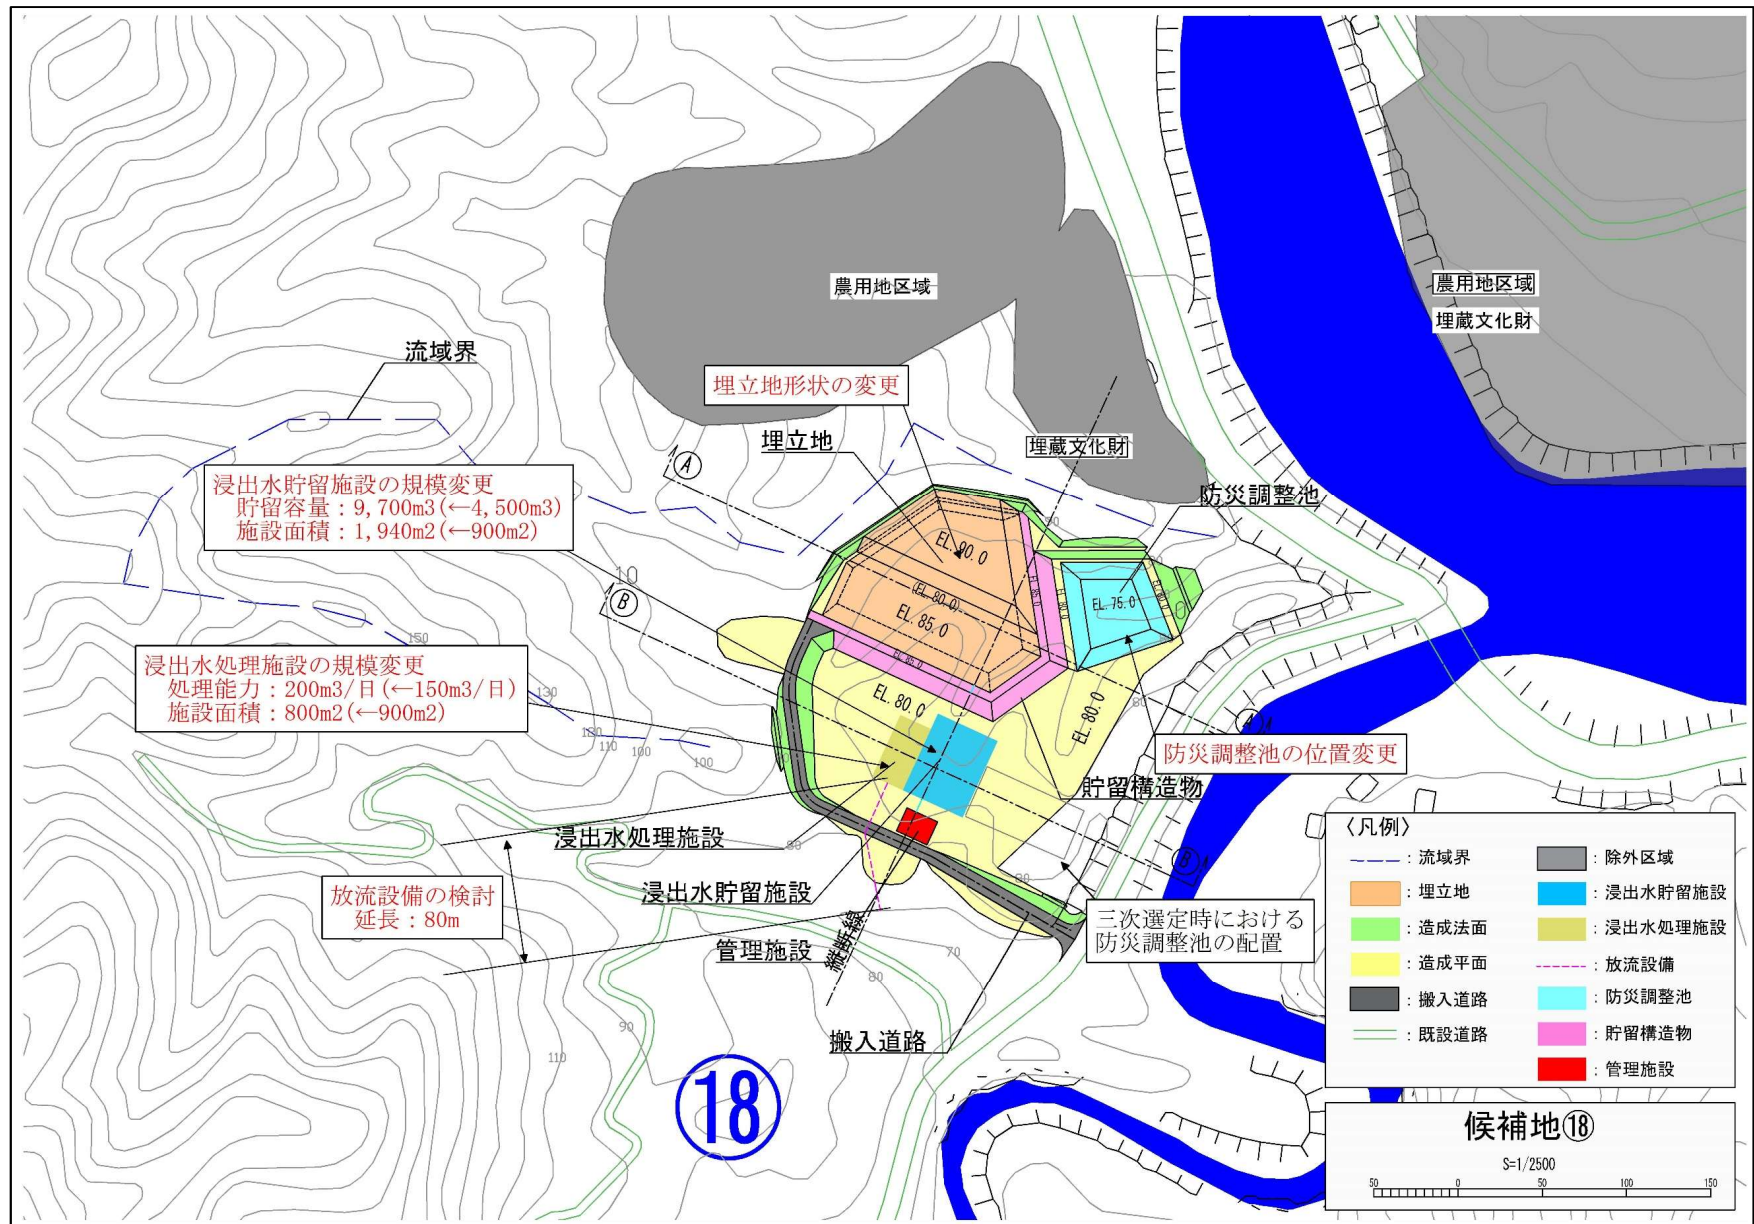 農用地区域
農用地区域
埋蔵文化財
流域界
埋立地形状の変更
埋立地
埋蔵文化財
防災調整池
A
浸出水貯留施設の規模変更
貯留容量：9,700m3(←4,500m3)
施設面積：1,940m2(←900m2)
EL. 90. 0
10
B
(EL. 80. 0)
EL. 75. 0
EL. 85. 0
150
浸出水処理施設の規模変更
処理能力：200m3/日(←150m3/日)
施設面積：800m2(←900m2)
EL. 80. 0
EL. 80. 0
130
120
110
100
100
A
防災調整池の位置変更
貯留構造物
浸出水処理施設
80
B
放流設備の検討
延長：80m
浸出水貯留施設
三次選定時における
防災調整池の配置
管理施設
縦断線
70
80
90
110
搬入道路
18
〈凡例〉
：流域界
：除外区域
：埋立地
：浸出水貯留施設
：造成法面
：浸出水処理施設
：造成平面
：放流設備
：搬入道路
：防災調整池
：既設道路
：貯留構造物
：管理施設
候補地⑱
S=1/2500
50 0 50 100 150